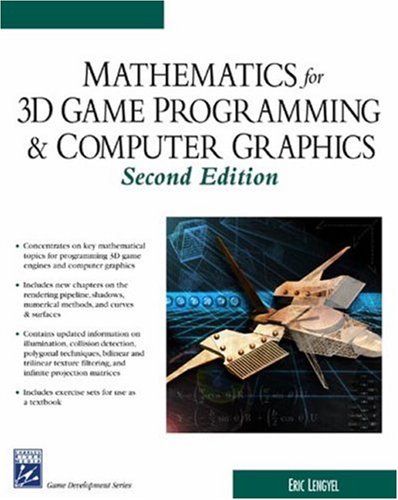 MATHEMATICS for
3D GAME PROGRAMMING
& COMPUTER GRAPHICS
Second Edition
• Concentrates on key mathematical
topics for programming 3D game
engines and computer graphics
• Includes new chapters on the
rendering pipeline, shadows,
numerical methods, and curves
& surfaces
• Contains updated information on
illumination, collision detection,
polygonal techniques, bilinear and
trilinear texture filtering, and
infinite projection matrices
• Includes exercise sets for use as
a textbook
CHARLES
RIVER
MEDIA
Game Development Series
ERIC LENGYEL